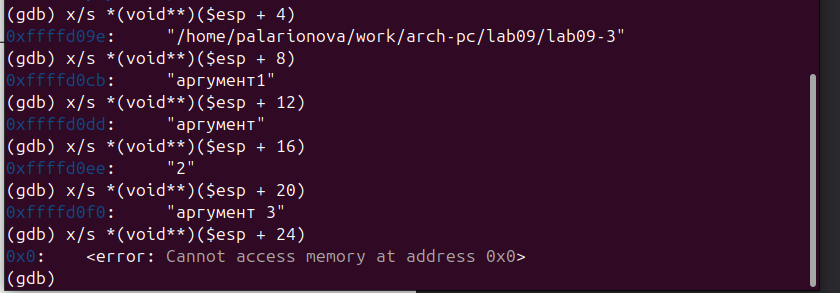 (gdb) x/s *(void**)($esp + 4)
0xffffd09e:     "/home/palarionova/work/arch-pc/lab09/lab09-3"
(gdb) x/s *(void**)($esp + 8)
0xffffd0cb:     "аргумент1"
(gdb) x/s *(void**)($esp + 12)
0xffffd0dd:     "аргумент"
(gdb) x/s *(void**)($esp + 16)
0xffffd0ee:     "2"
(gdb) x/s *(void**)($esp + 20)
0xffffd0f0:     "аргумент 3"
(gdb) x/s *(void**)($esp + 24)
0x0:    <error: Cannot access memory at address 0x0>
(gdb)